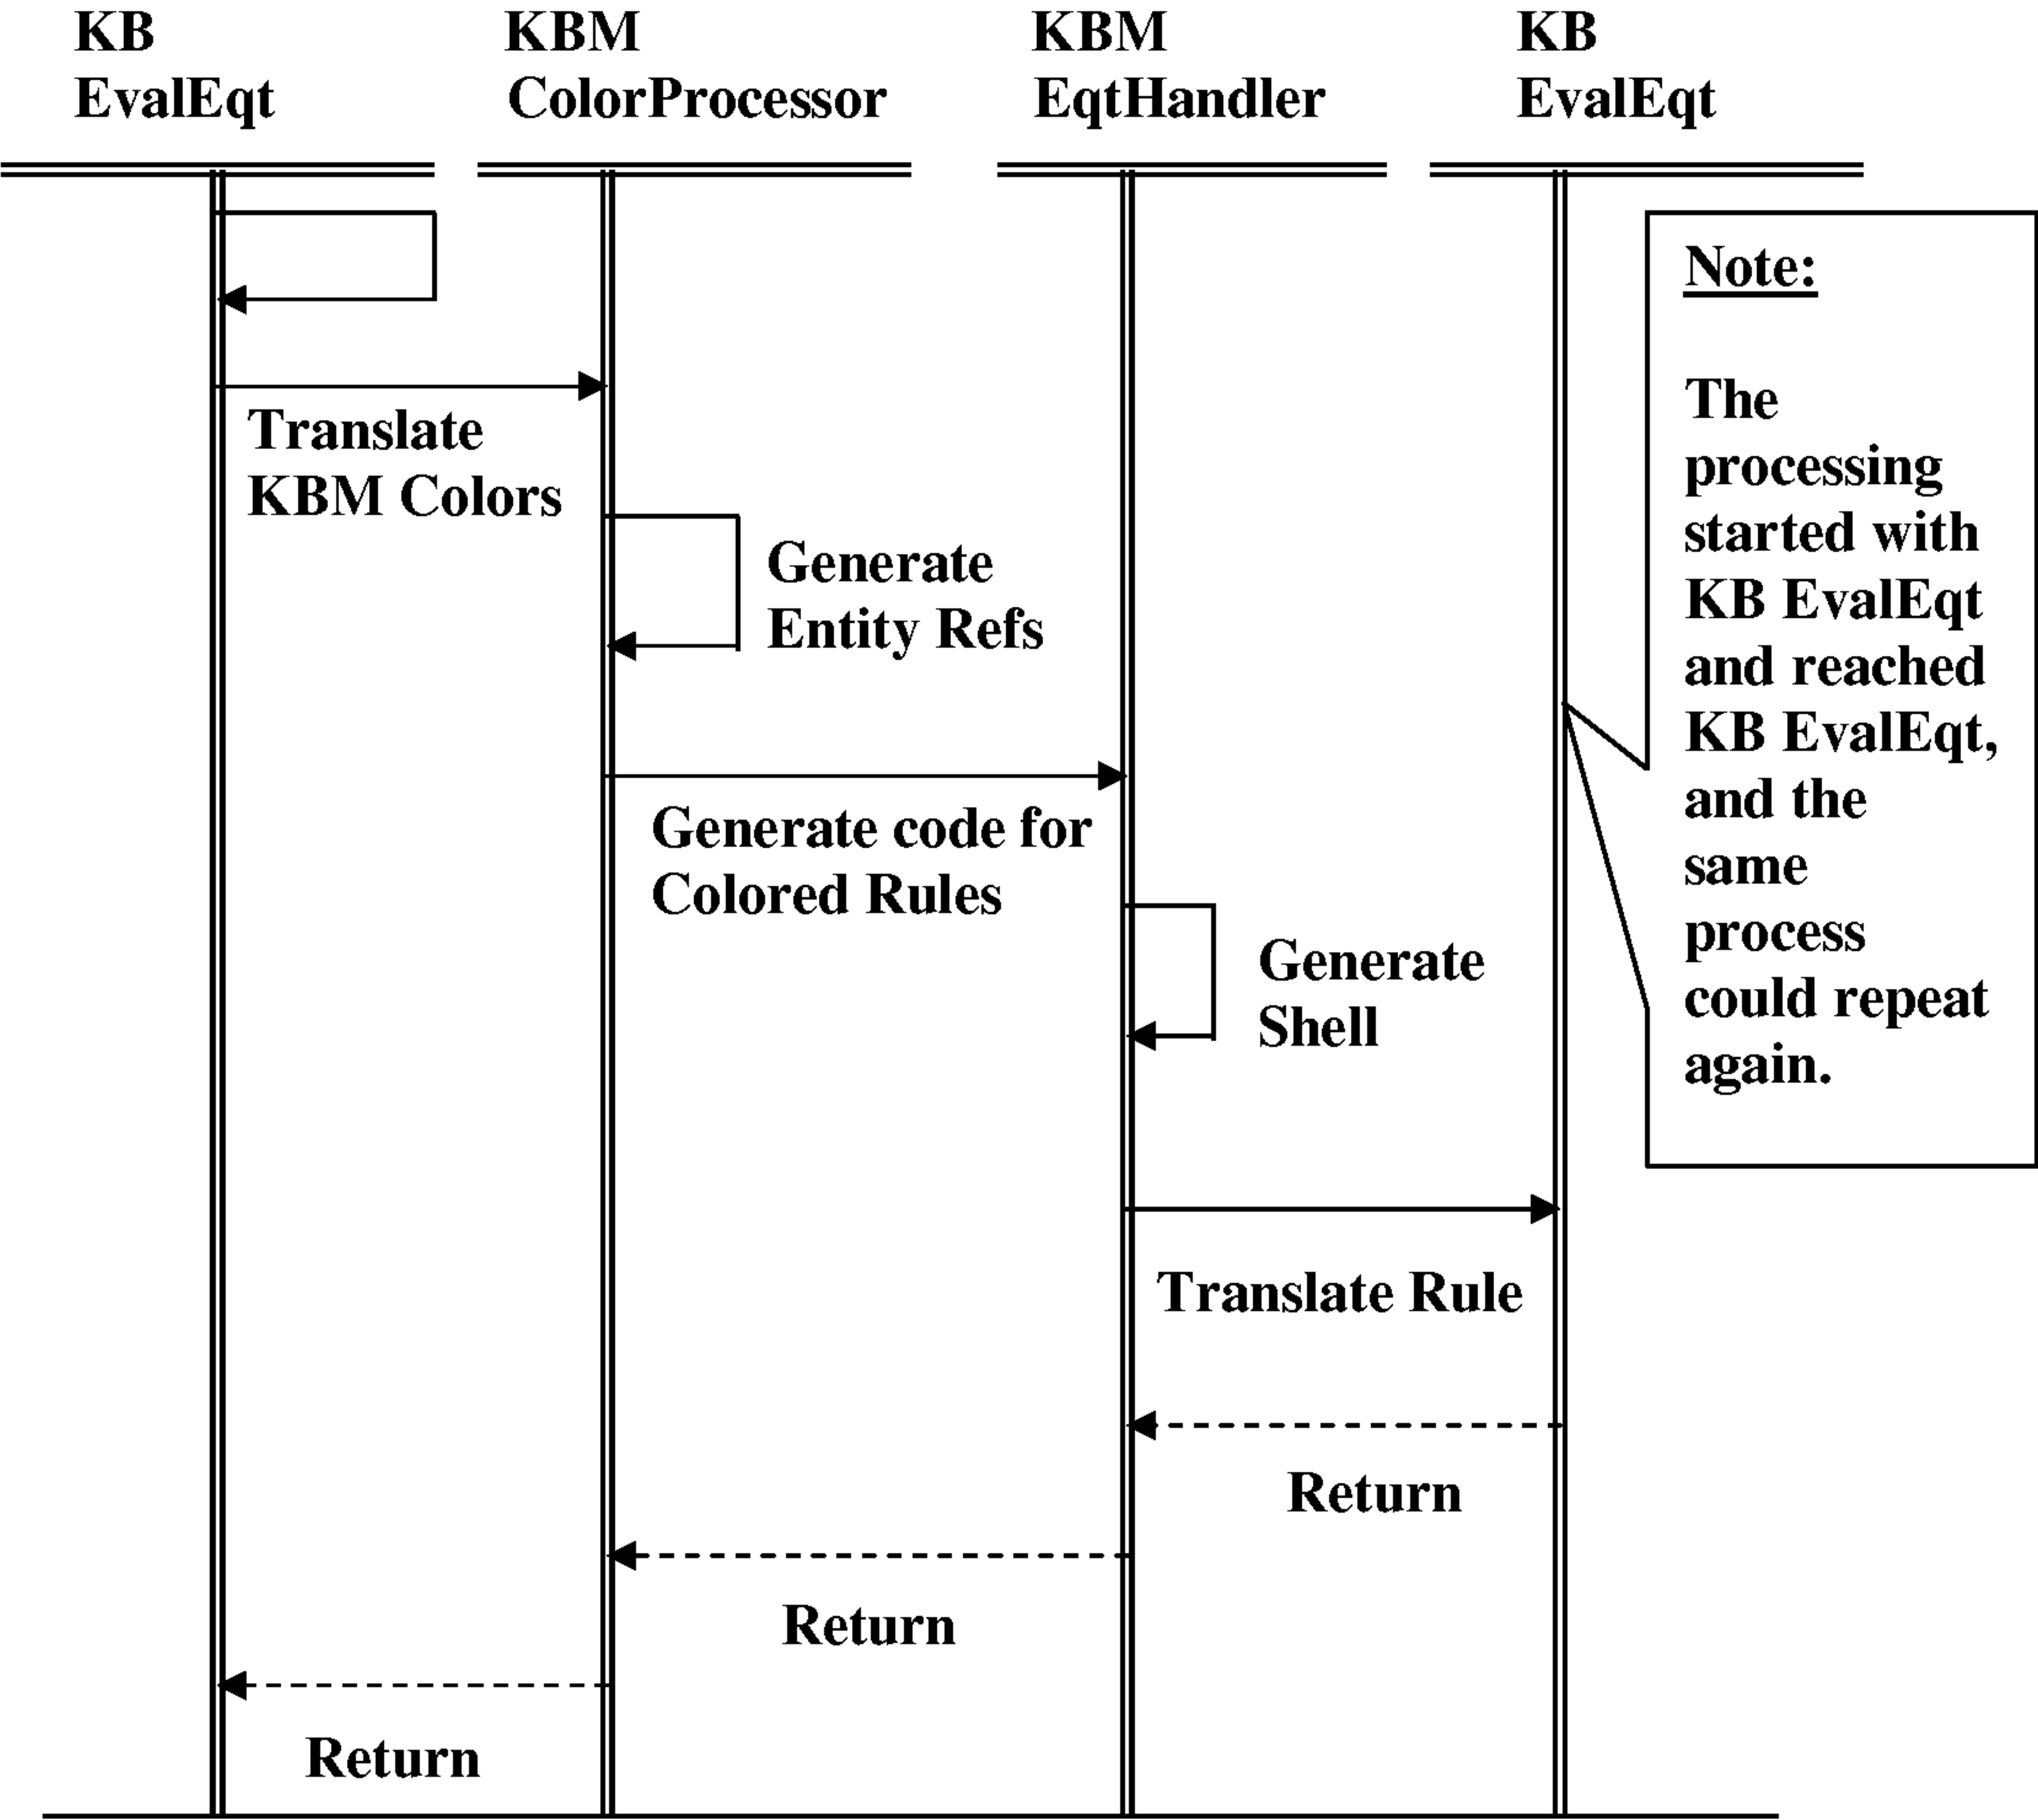 KB
EvalEqt
KBM
ColorProcessor
KBM
EqtHandler
KB
EvalEqt
Note:
The
processing
started with
KB EvalEqt
and reached
KB EvalEqt,
and the
same
process
could repeat
again.
Translate
KBM Colors
Generate
Entity Refs
Generate code for
Colored Rules
Generate
Shell
Translate Rule
Return
Return
Return